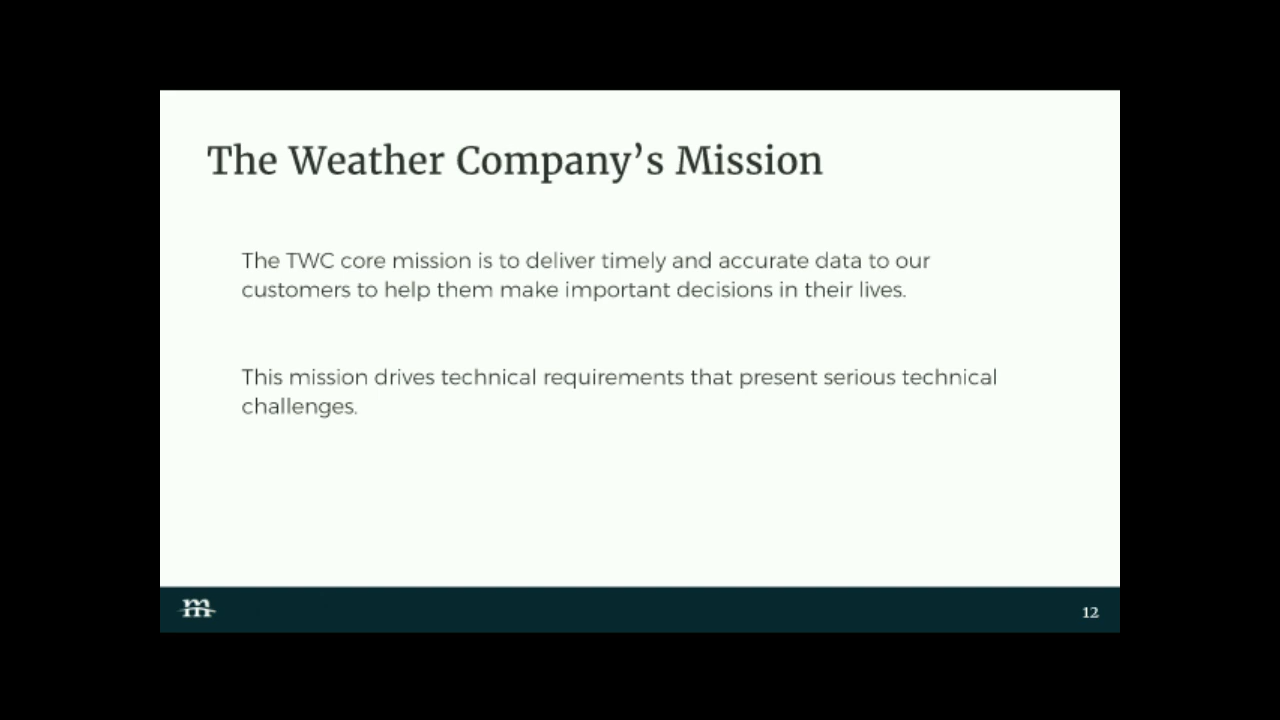 The Weather Company’s Mission
The TWC core mission is to deliver timely and accurate data to our
customers to help them make important decisions in their lives.
This mission drives technical requirements that present serious technical
challenges.
m
12